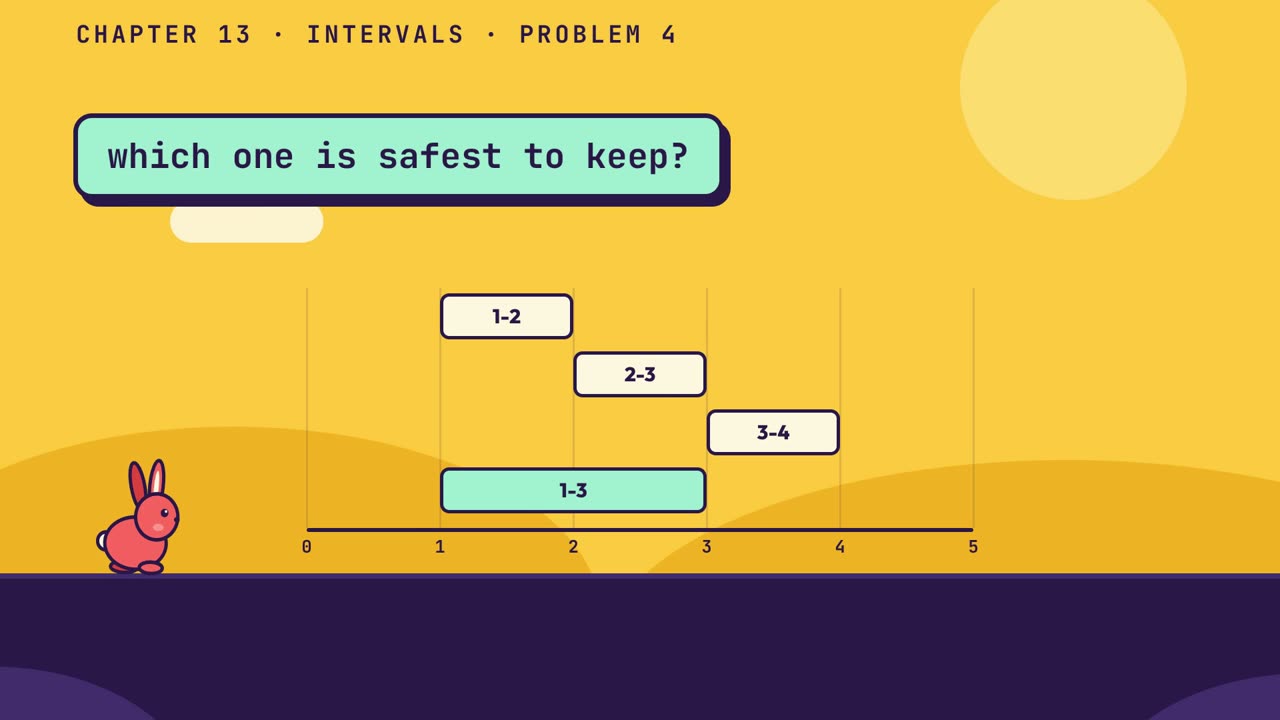 CHAPTER 13 · INTERVALS · PROBLEM 4
which one is safest to keep?
1-2
2-3
3-4
1-3
0 1 2 3 4 5